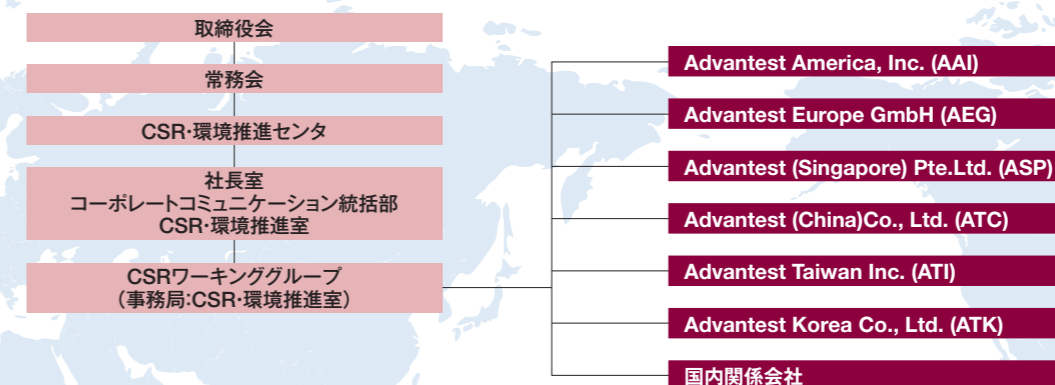 取締役会
常務会
CSR・環境推進センタ
社長室
コーポレートコミュニケーション統括部
CSR・環境推進室
CSRワーキンググループ
（事務局：CSR・環境推進室）
Advantest America, Inc. (AAI)
Advantest Europe GmbH (AEG)
Advantest (Singapore) Pte.Ltd. (ASP)
Advantest (China)Co., Ltd. (ATC)
Advantest Taiwan Inc. (ATI)
Advantest Korea Co., Ltd. (ATK)
国内関係会社